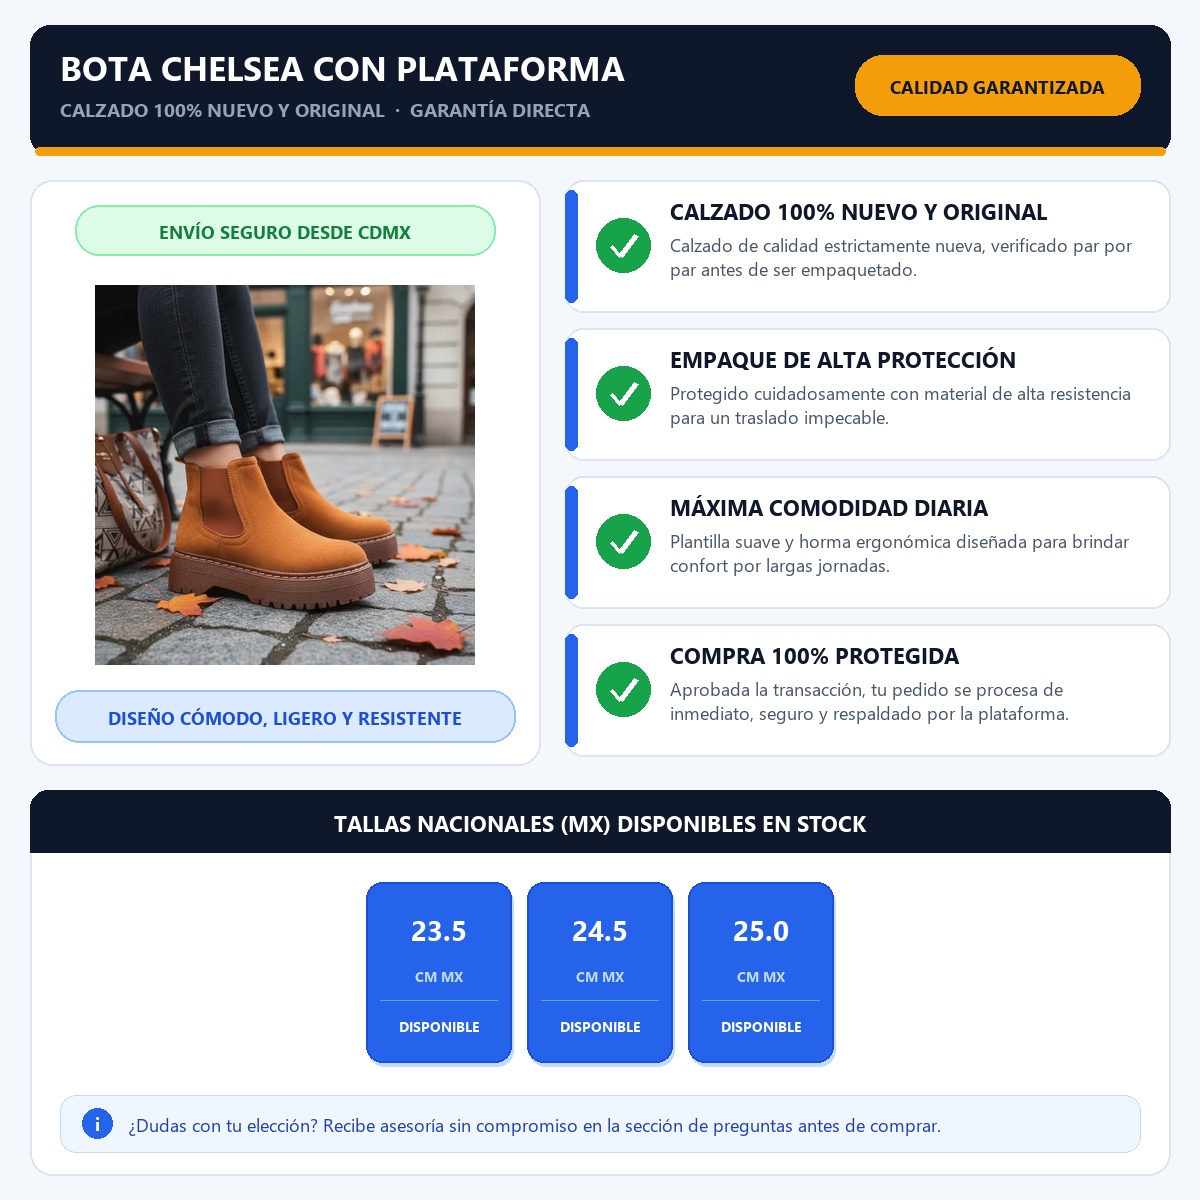 BOTA CHELSEA CON PLATAFORMA
CALZADO 100% NUEVO Y ORIGINAL · GARANTÍA DIRECTA
CALIDAD GARANTIZADA
ENVÍO SEGURO DESDE CDMX
DISEÑO CÓMODO, LIGERO Y RESISTENTE
CALZADO 100% NUEVO Y ORIGINAL
Calzado de calidad estrictamente nueva, verificado par por
par antes de ser empaquetado.
EMPAQUE DE ALTA PROTECCIÓN
Protegido cuidadosamente con material de alta resistencia
para un traslado impecable.
MÁXIMA COMODIDAD DIARIA
Plantilla suave y horma ergonómica diseñada para brindar
confort por largas jornadas.
COMPRA 100% PROTEGIDA
Aprobada la transacción, tu pedido se procesa de
inmediato, seguro y respaldado por la plataforma.
TALLAS NACIONALES (MX) DISPONIBLES EN STOCK
23.5
CM MX
DISPONIBLE
24.5
CM MX
DISPONIBLE
25.0
CM MX
DISPONIBLE
i
¿Dudas con tu elección? Recibe asesoría sin compromiso en la sección de preguntas antes de comprar.